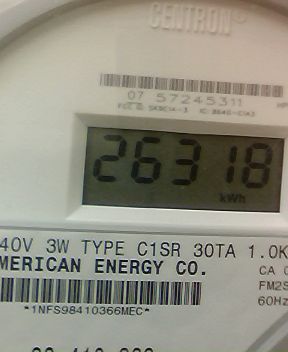 CENTRON®
07 57245311
26318
kWh
40V 3W TYPE C1SR 30TA 1.0K
MERICAN ENERGY CO.
CA
FM2S
60Hz
*1NFS98410366MEC*